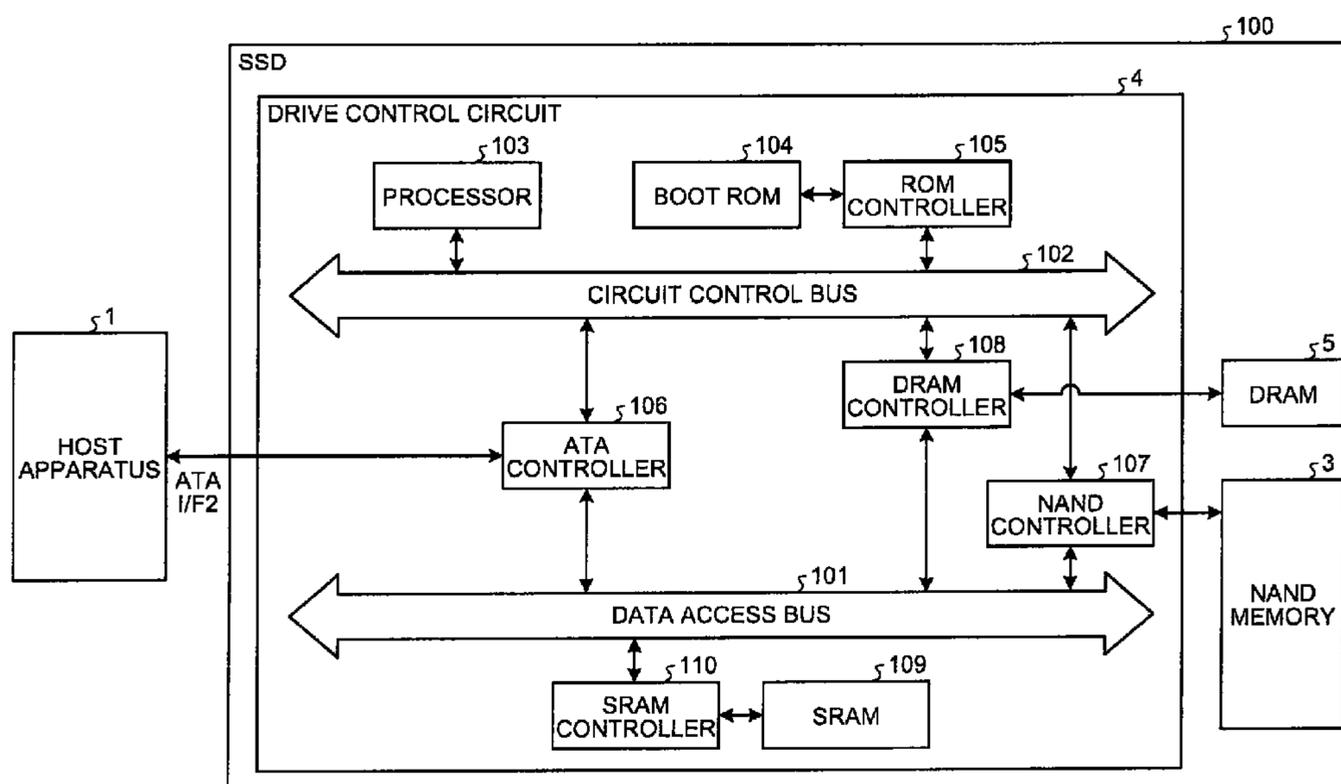 100
SSD
4
DRIVE CONTROL CIRCUIT
103
PROCESSOR
104
BOOT ROM
105
ROM
CONTROLLER
102
CIRCUIT CONTROL BUS
1
HOST
APPARATUS
ATA
I/F2
106
ATA
CONTROLLER
108
DRAM
CONTROLLER
5
DRAM
107
NAND
CONTROLLER
3
NAND
MEMORY
101
DATA ACCESS BUS
110
SRAM
CONTROLLER
109
SRAM